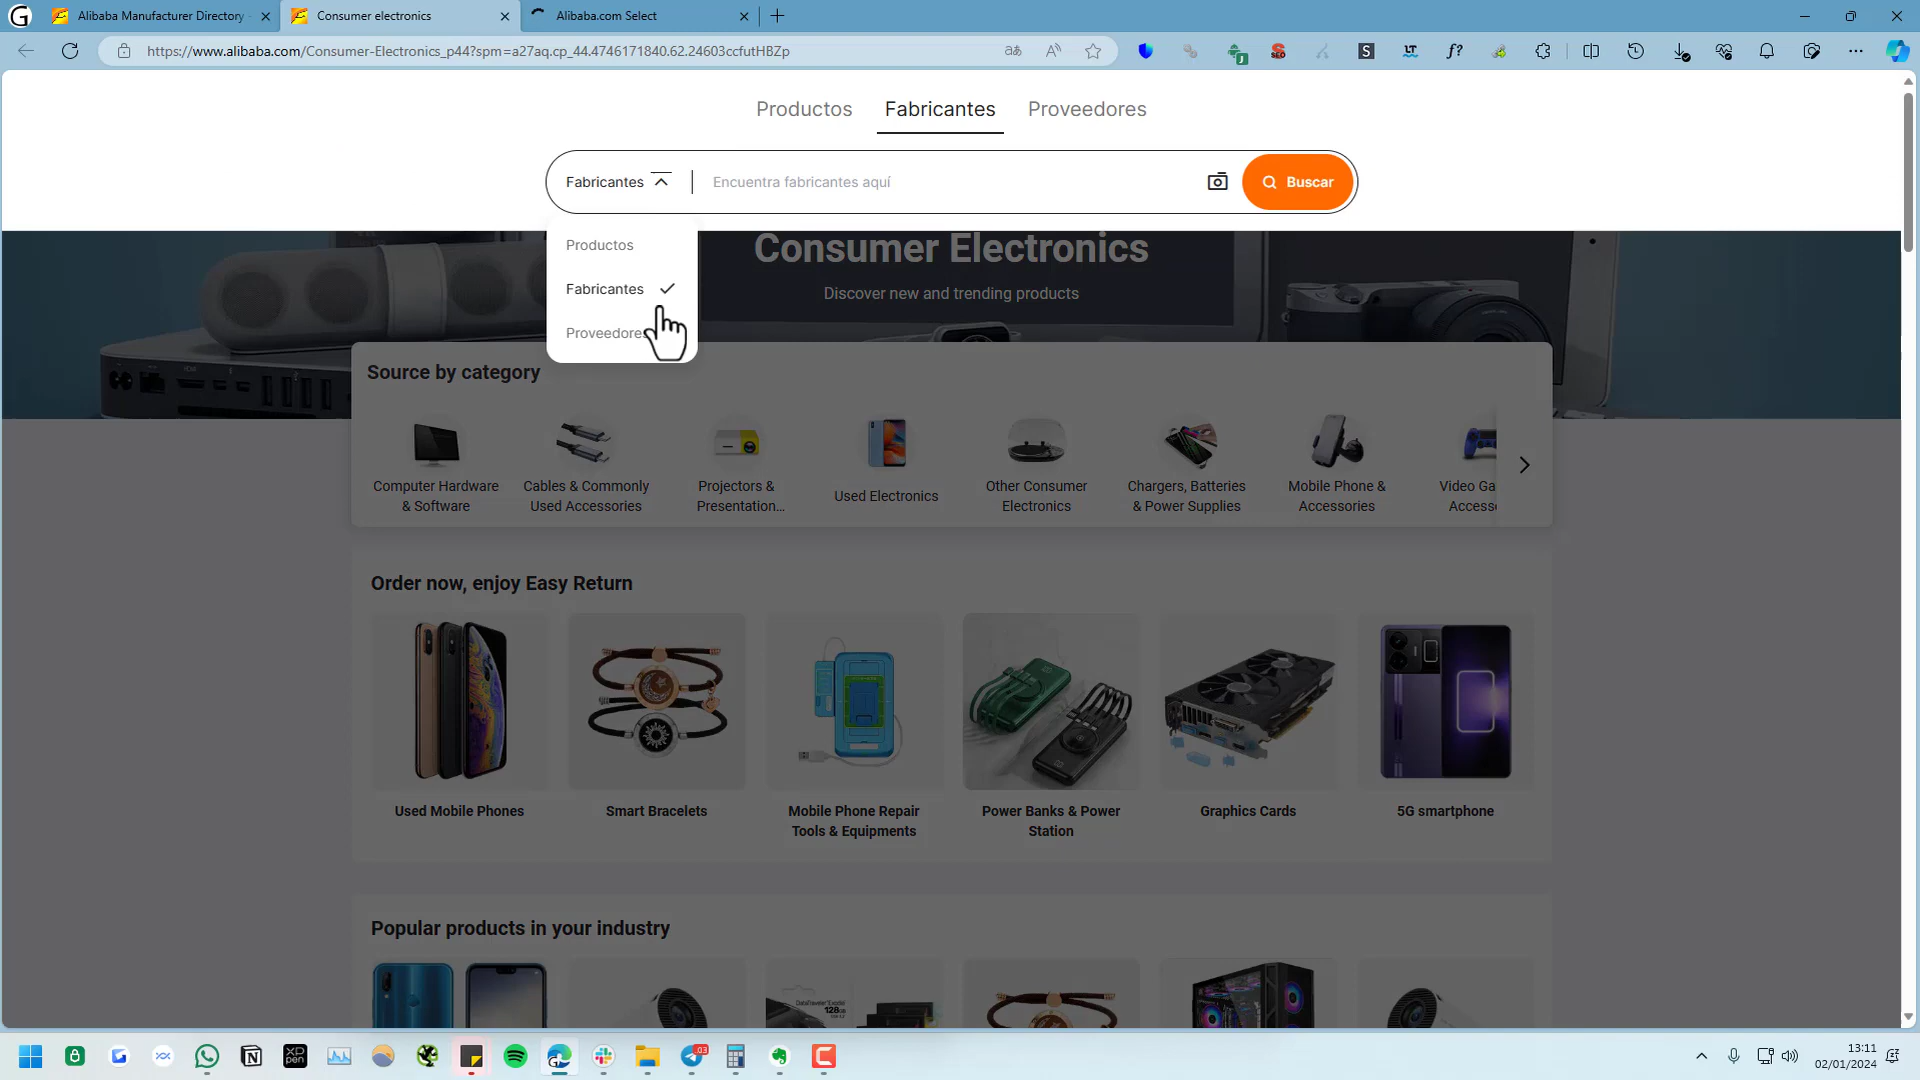 Alibaba Manufacturer Directory
Consumer electronics
Alibaba.com Select
https://www.alibaba.com/Consumer-Electronics_p44?spm=a27aq.cp_44.4746171840.62.24603ccfutHBZp
Productos
Fabricantes
Proveedores
Fabricantes
Encuentra fabricantes aquí
Buscar
Productos
Fabricantes
Proveedore
Consumer Electronics
Discover new and trending products
Source by category
Computer Hardware
& Software
Cables & Commonly
Used Accessories
Projectors &
Presentation...
Used Electronics
Other Consumer
Electronics
Chargers, Batteries
& Power Supplies
Mobile Phone &
Accessories
Video Ga
Accesso
Order now, enjoy Easy Return
Used Mobile Phones
Smart Bracelets
Mobile Phone Repair
Tools & Equipments
Power Banks & Power
Station
Graphics Cards
5G smartphone
Popular products in your industry
13:11
02/01/2024